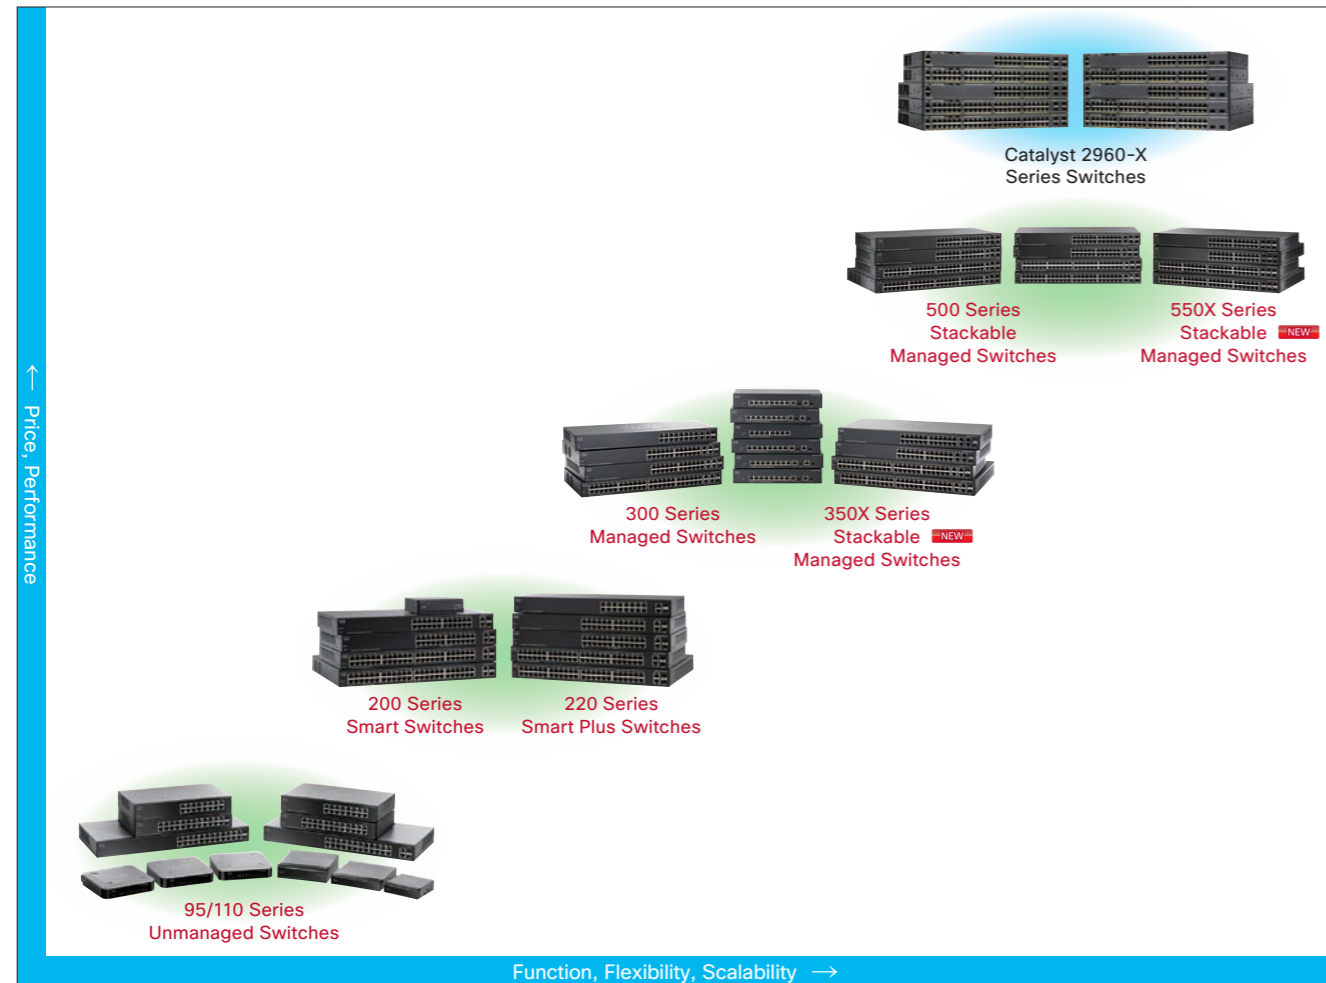 Catalyst 2960-X
Series Switches
500 Series
Stackable
Managed Switches
550X Series
Stackable NEW
Managed Switches
300 Series
Managed Switches
350X Series
Stackable NEW
Managed Switches
200 Series
Smart Switches
220 Series
Smart Plus Switches
95/110 Series
Unmanaged Switches
← Price, Performance
Function, Flexibility, Scalability →